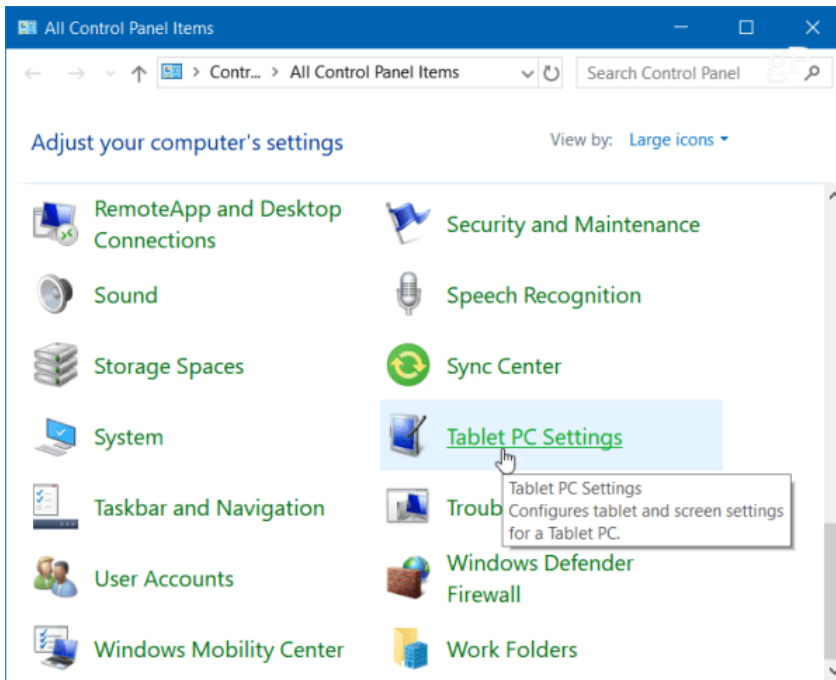 All Control Panel Items
Contr... > All Control Panel Items
Search Control Panel
gP
Adjust your computer's settings
View by: Large icons
RemoteApp and Desktop
Connections
Security and Maintenance
Sound
Speech Recognition
Storage Spaces
Sync Center
System
Tablet PC Settings
Tablet PC Settings
Configures tablet and screen settings
for a Tablet PC.
Taskbar and Navigation
Troub
User Accounts
Windows Defender
Firewall
Windows Mobility Center
Work Folders